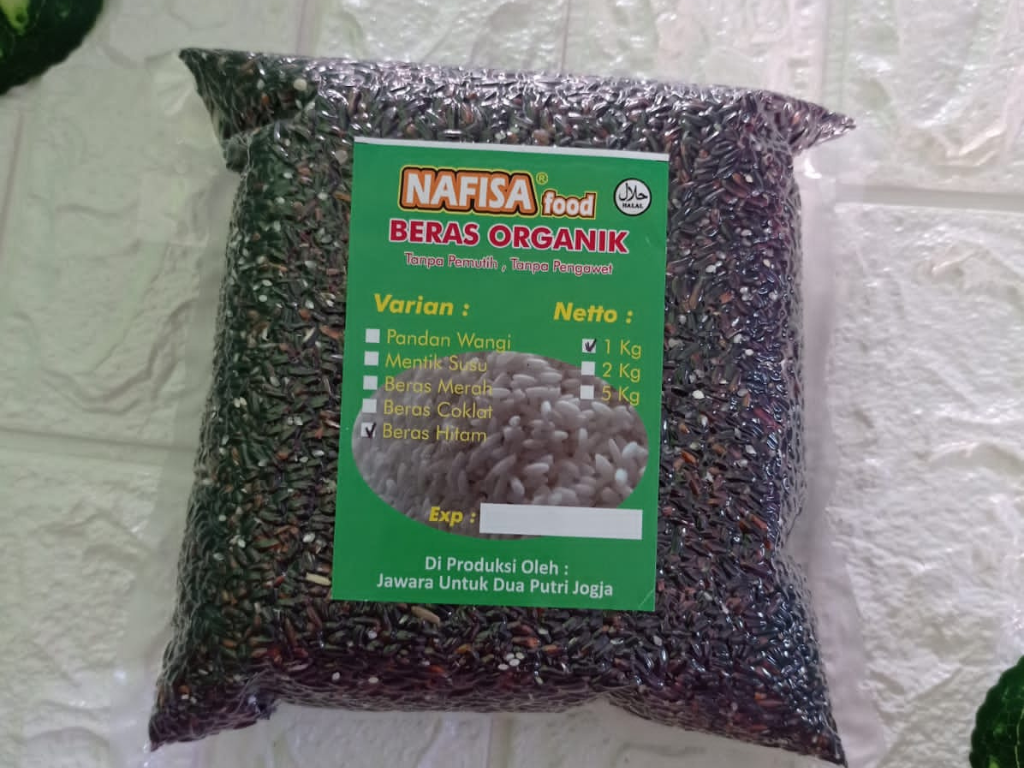 NAFISA® food
حلال
HALAL
BERAS ORGANIK
Tanpa Pemutih , Tanpa Pengawet
Varian :
Pandan Wangi
Mentik Susu
Beras Merah
Beras Coklat
Beras Hitam
Netto :
1 Kg
2 Kg
5 Kg
Exp :
Di Produksi Oleh :
Jawara Untuk Dua Putri Jogja